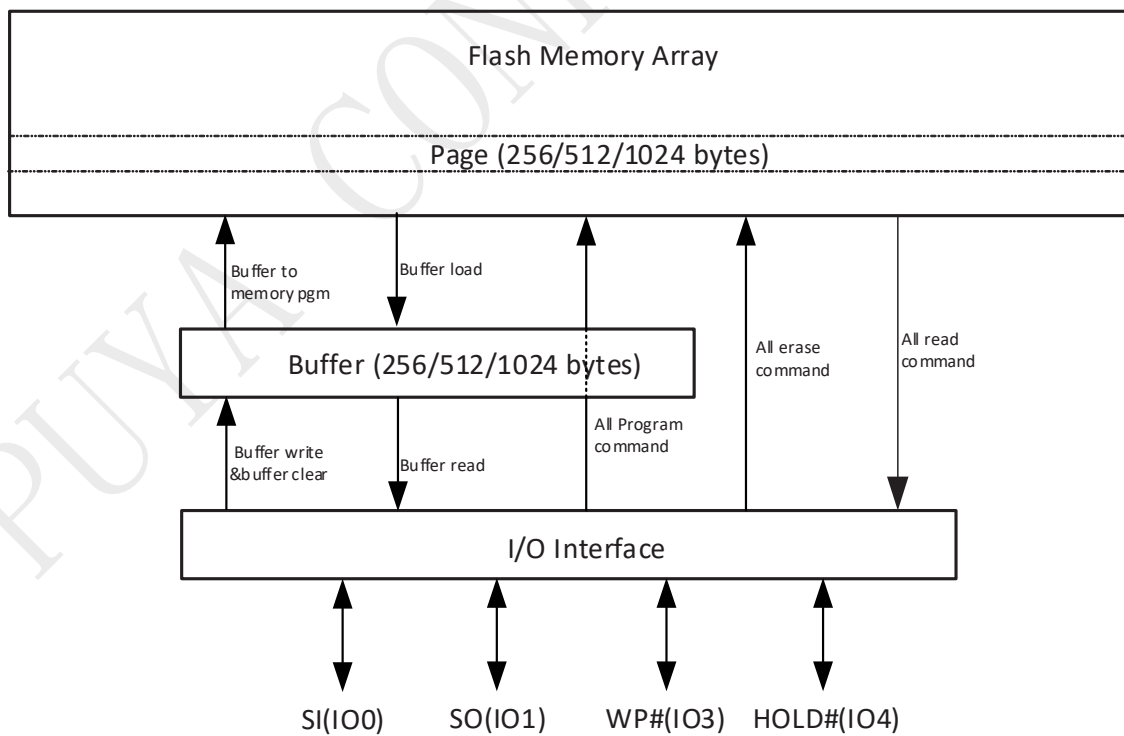 Flash Memory Array
Page (256/512/1024 bytes)
Buffer to
memory pgm
Buffer load
Buffer (256/512/1024 bytes)
All erase
command
All read
command
Buffer write
&buffer clear
Buffer read
All Program
command
I/O Interface
SI(IO0)
SO(IO1)
WP#(IO3)
HOLD#(IO4)
PUYA CON